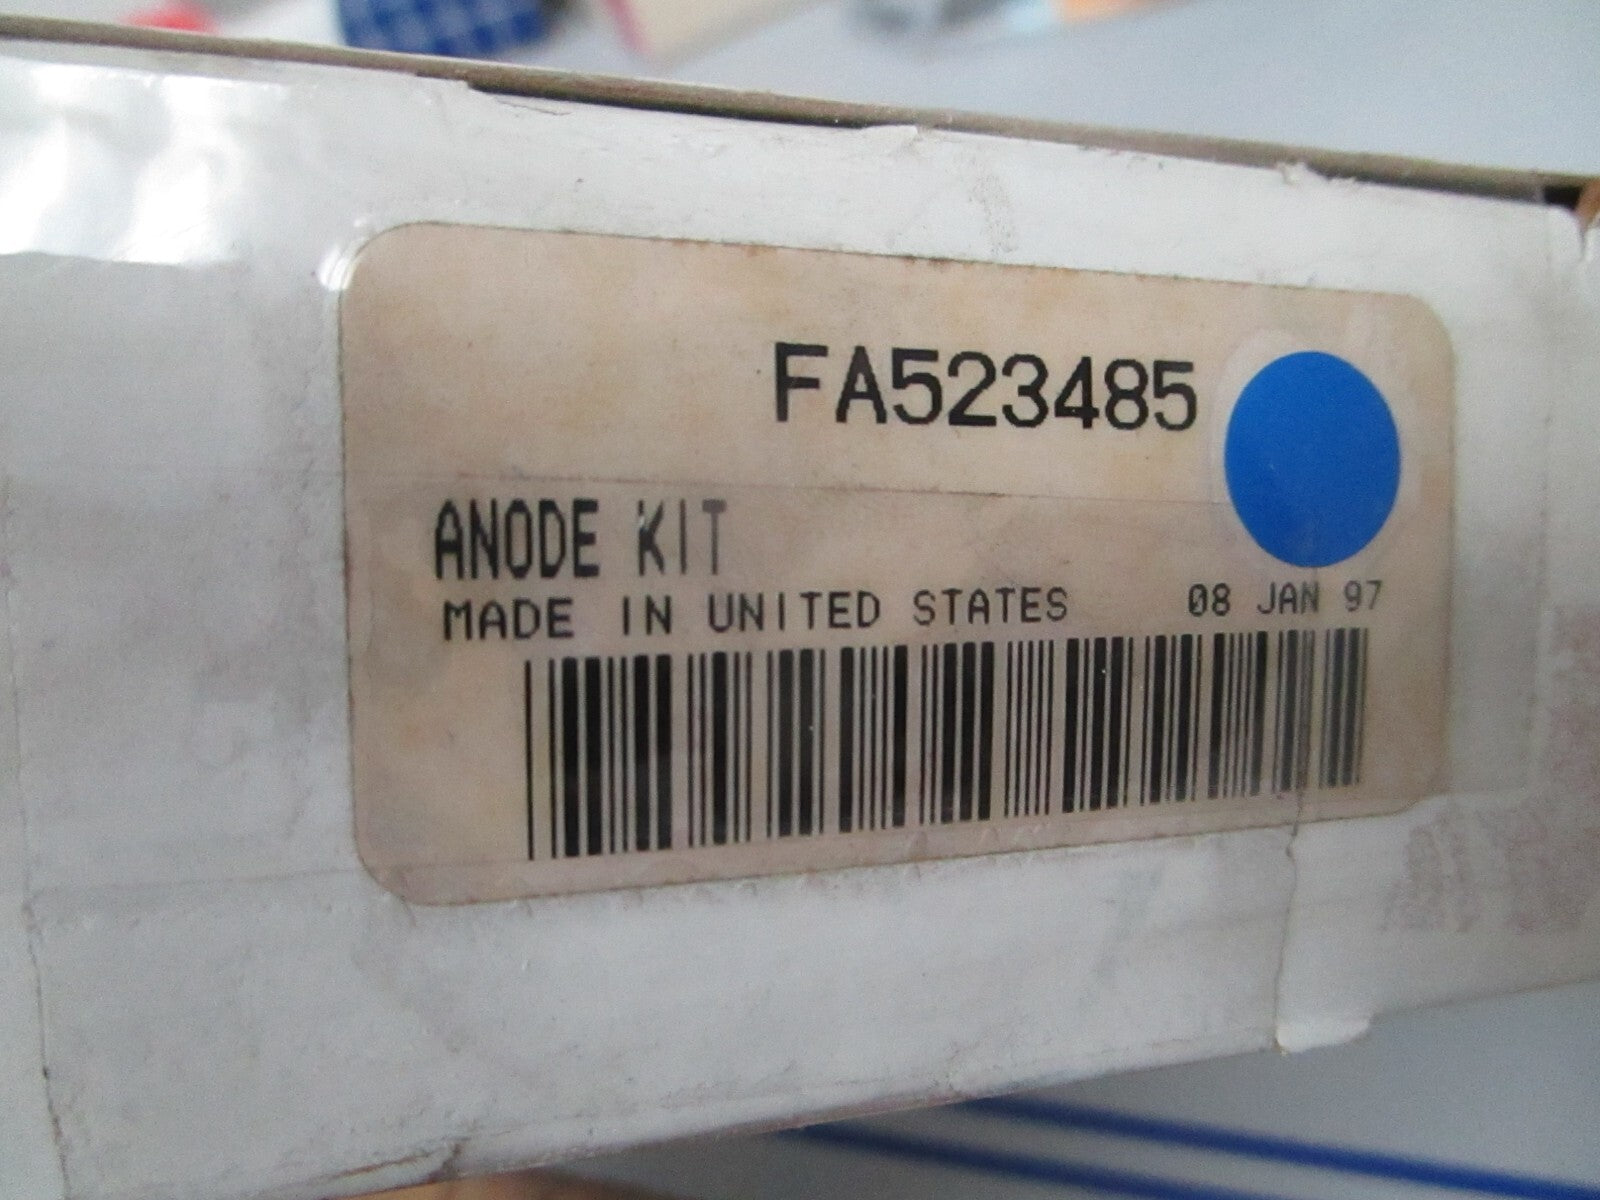 FA523485
ANODE KIT
MADE IN UNITED STATES 08 JAN 97